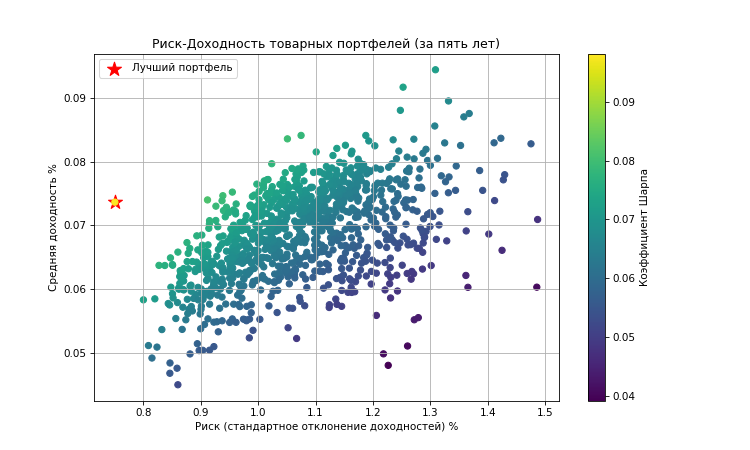 Риск-Доходность товарных портфелей (за пять лет)
Лучший портфель
Средняя доходность %
0.09
0.08
0.07
0.06
0.05
0.8 0.9 1.0 1.1 1.2 1.3 1.4 1.5
Риск (стандартное отклонение доходностей) %
0.09
0.08
0.07
0.06
0.05
0.04
Коэффициент Шарпа